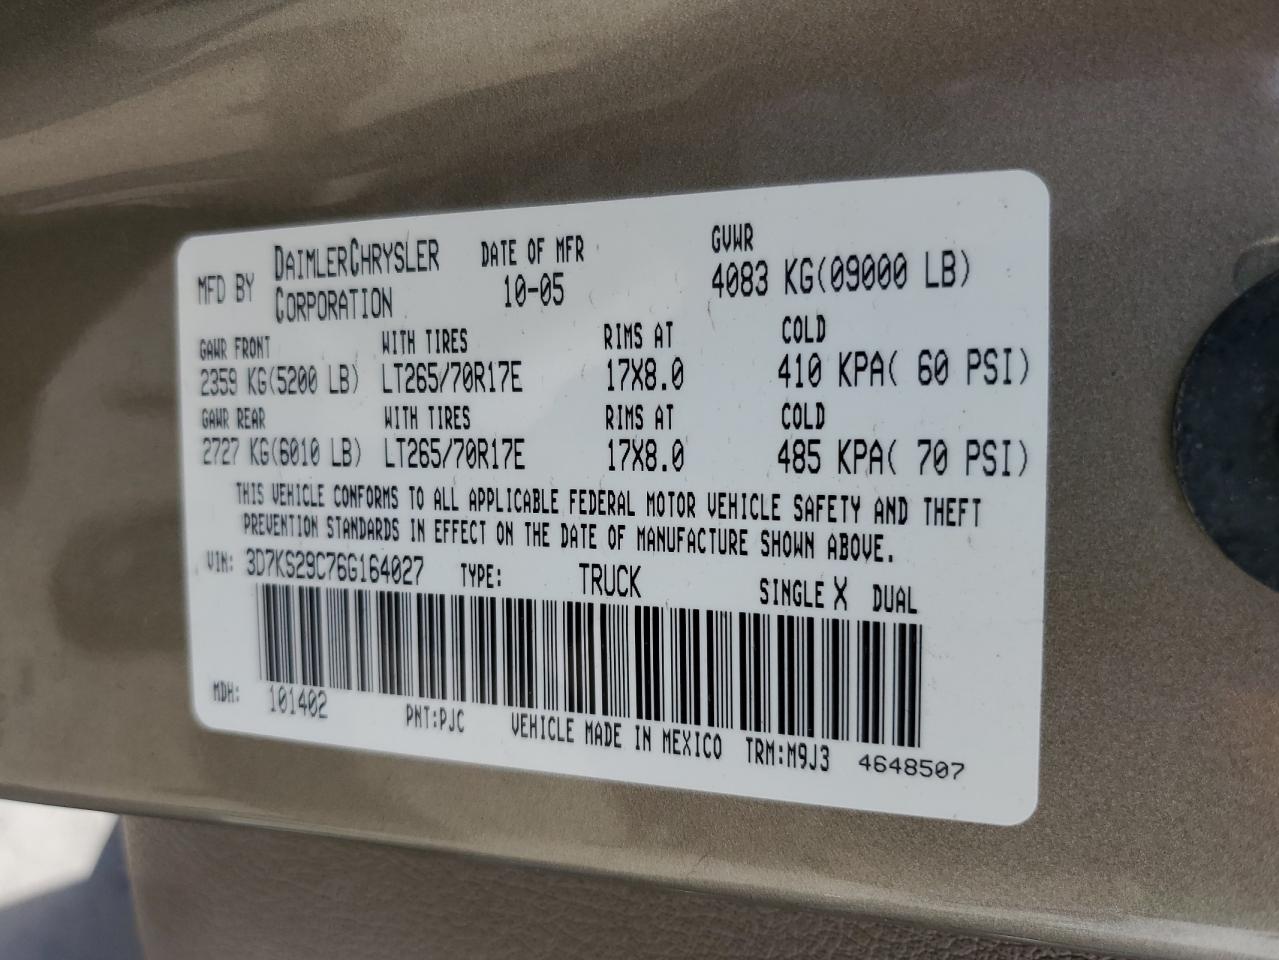 MFD BY DAIMLERCHRYSLER CORPORATION DATE OF MFR 10-05 GVWR 4083 KG(09000 LB)
GAWR FRONT WITH TIRES RIMS AT COLD
2359 KG(5200 LB) LT265/70R17E 17X8.0 410 KPA( 60 PSI)
GAWR REAR WITH TIRES RIMS AT COLD
2727 KG(6010 LB) LT265/70R17E 17X8.0 485 KPA( 70 PSI)
THIS VEHICLE CONFORMS TO ALL APPLICABLE FEDERAL MOTOR VEHICLE SAFETY AND THEFT
PREVENTION STANDARDS IN EFFECT ON THE DATE OF MANUFACTURE SHOWN ABOVE.
VIN: 3D7KS29C76G164027 TYPE: TRUCK SINGLE X DUAL
MDH: 101402 PNT:PJC VEHICLE MADE IN MEXICO TRM:M9J3 4648507